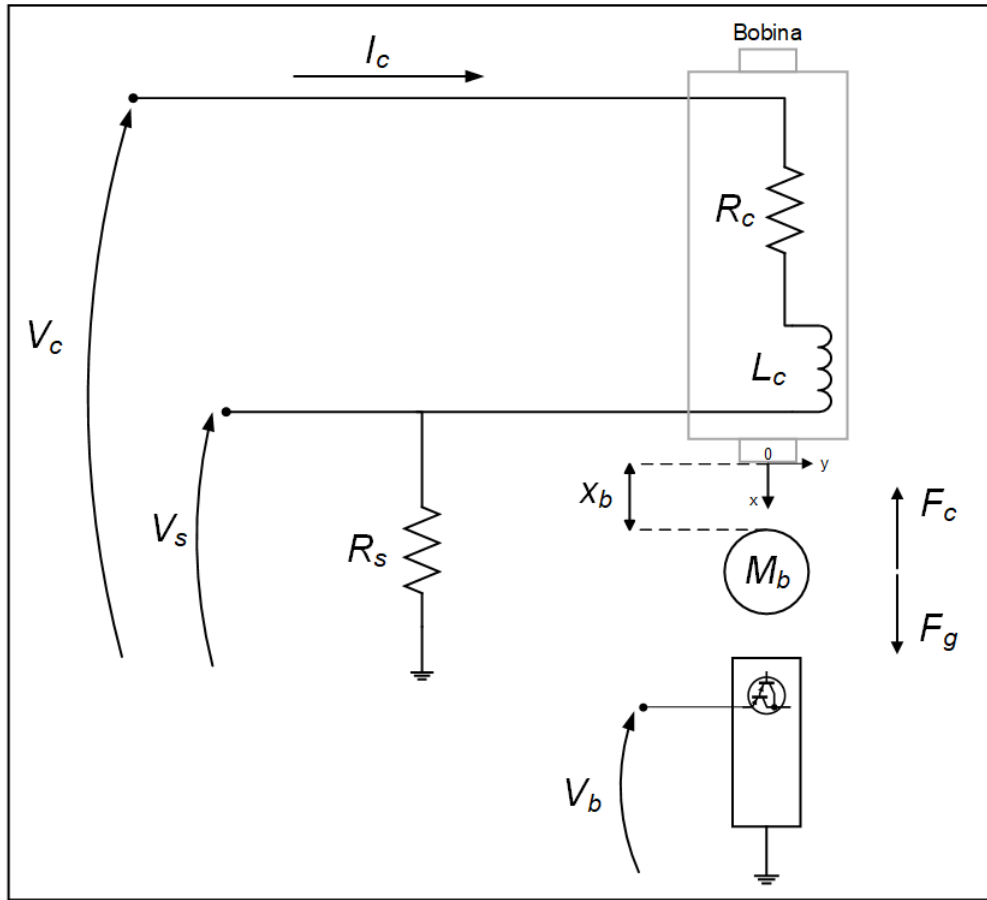 Bobina
I_c
R_c
V_c
L_c
0
y
x_b
x
F_c
V_s
R_s
M_b
F_g
V_b